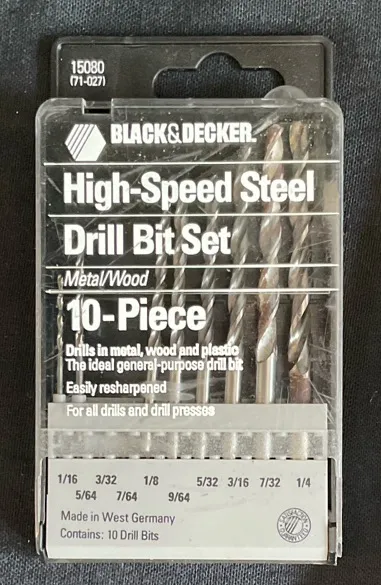 15080
(71-027)
BLACK&DECKER
High-Speed Steel
Drill Bit Set
Metal/Wood
10-Piece
Drills in metal, wood and plastic
The ideal general-purpose drill bit
Easily resharpened
For all drills and drill presses
1/16 3/32 1/8 5/32 3/16 7/32 1/4
5/64 7/64 9/64
Made in West Germany
Contains: 10 Drill Bits